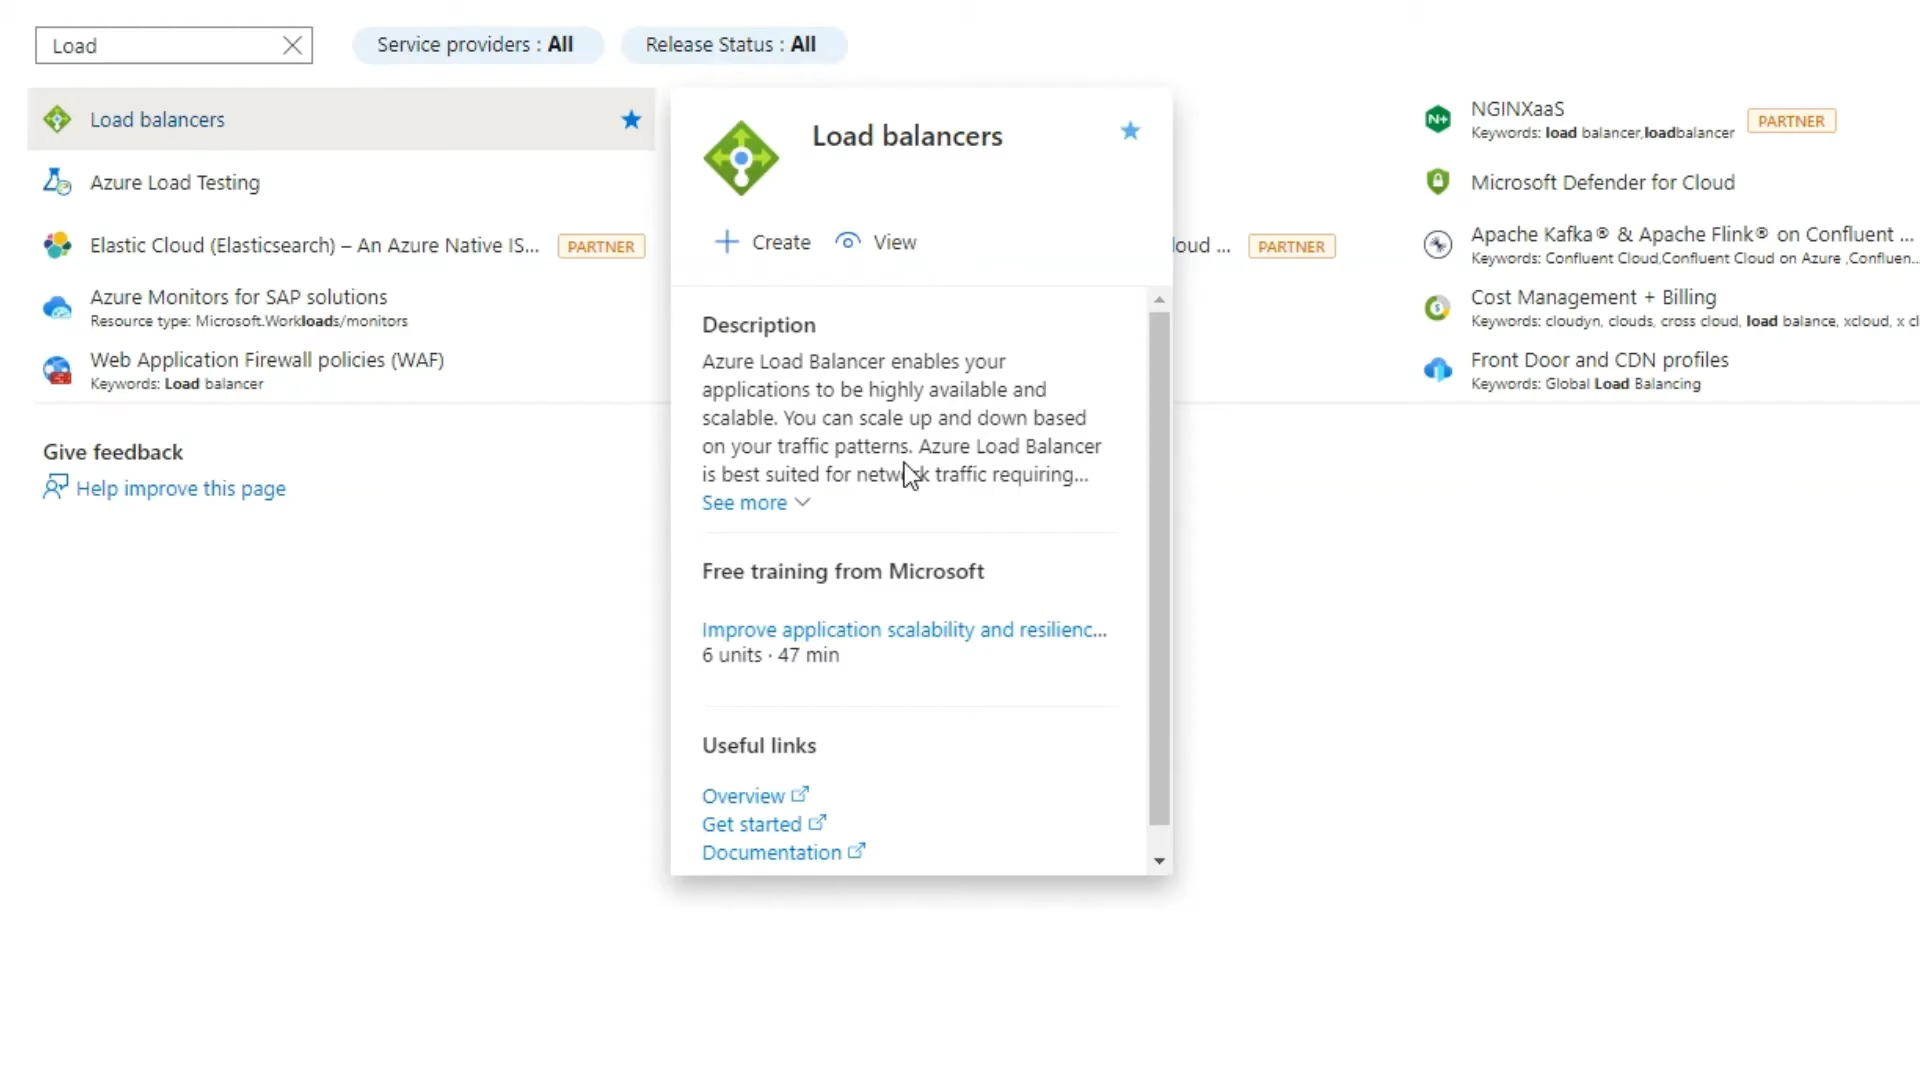 Load
Service providers : All
Release Status : All
Load balancers
Azure Load Testing
Elastic Cloud (Elasticsearch) – An Azure Native IS...
PARTNER
Azure Monitors for SAP solutions
Resource type: Microsoft.Workloads/monitors
Web Application Firewall policies (WAF)
Keywords: Load balancer
Give feedback
Help improve this page
Load balancers
Create
View
Description
Azure Load Balancer enables your
applications to be highly available and
scalable. You can scale up and down based
on your traffic patterns. Azure Load Balancer
is best suited for network traffic requiring...
See more
Free training from Microsoft
Improve application scalability and resilienc...
6 units · 47 min
Useful links
Overview
Get started
Documentation
loud ...
PARTNER
NGINXaaS
Keywords: load balancer,loadbalancer
PARTNER
Microsoft Defender for Cloud
Apache Kafka® & Apache Flink® on Confluent ...
Keywords: Confluent Cloud,Confluent Cloud on Azure ,Confluen...
Cost Management + Billing
Keywords: cloudyn, clouds, cross cloud, load balance, xcloud, x cl
Front Door and CDN profiles
Keywords: Global Load Balancing